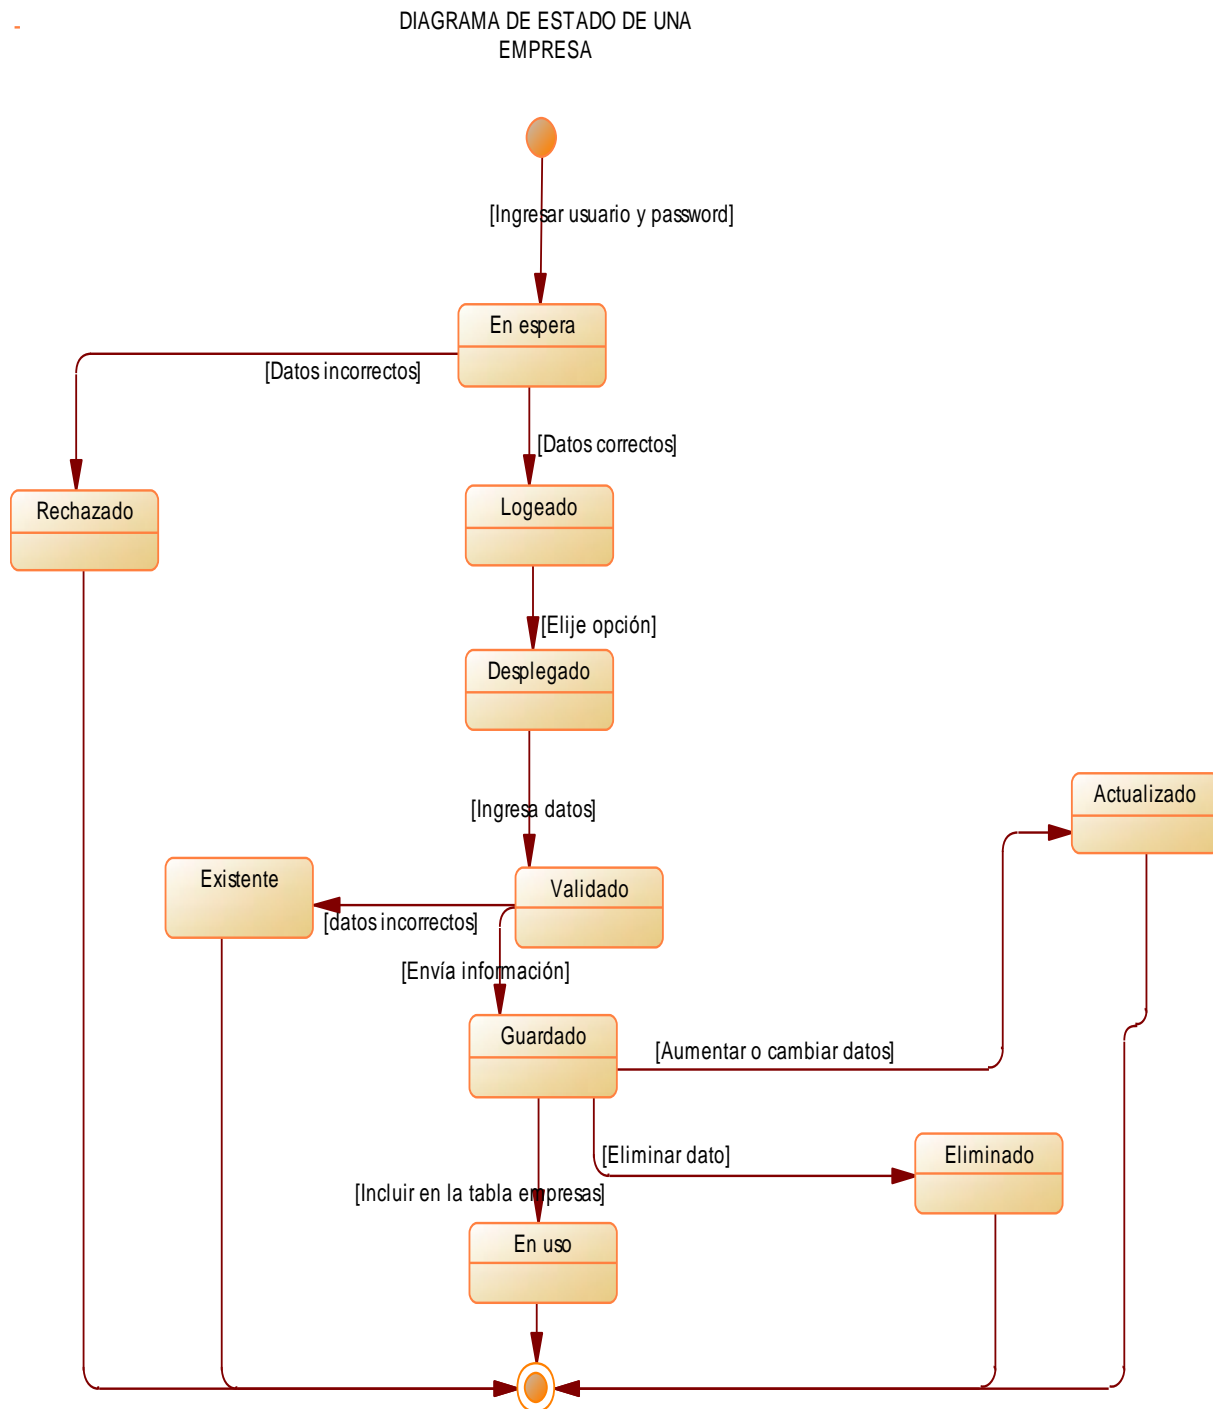 DIAGRAMA DE ESTADO DE UNA
EMPRESA
[Ingresar usuario y password]
En espera
[Datos incorrectos]
[Datos correctos]
Rechazado
Logeado
[Elije opción]
Desplegado
[Ingresa datos]
Actualizado
Existente
Validado
[datos incorrectos]
[Envía información]
Guardado
[Aumentar o cambiar datos]
[Eliminar dato]
Eliminado
[Incluir en la tabla empresas]
En uso